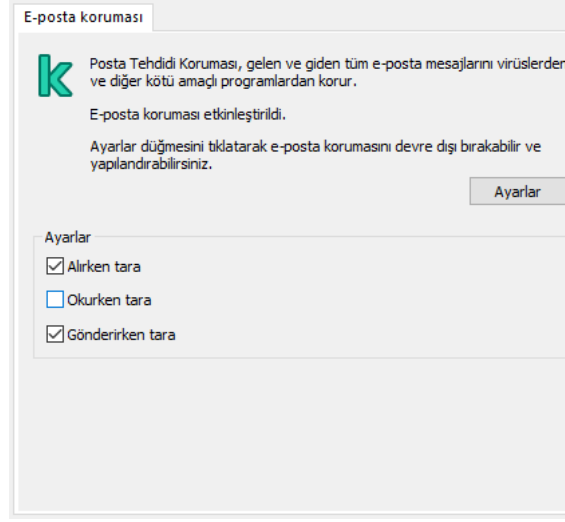 E-posta koruması
Posta Tehdidi Koruması, gelen ve giden tüm e-posta mesajlarını virüslerden
ve diğer kötü amaçlı programlardan korur.
E-posta koruması etkinleştirildi.
Ayarlar düğmesini tıklatarak e-posta korumasını devre dışı bırakabilir ve
yapılandırabilirsiniz.
Ayarlar
Ayarlar
Alırken tara
Okurken tara
Gönderirken tara